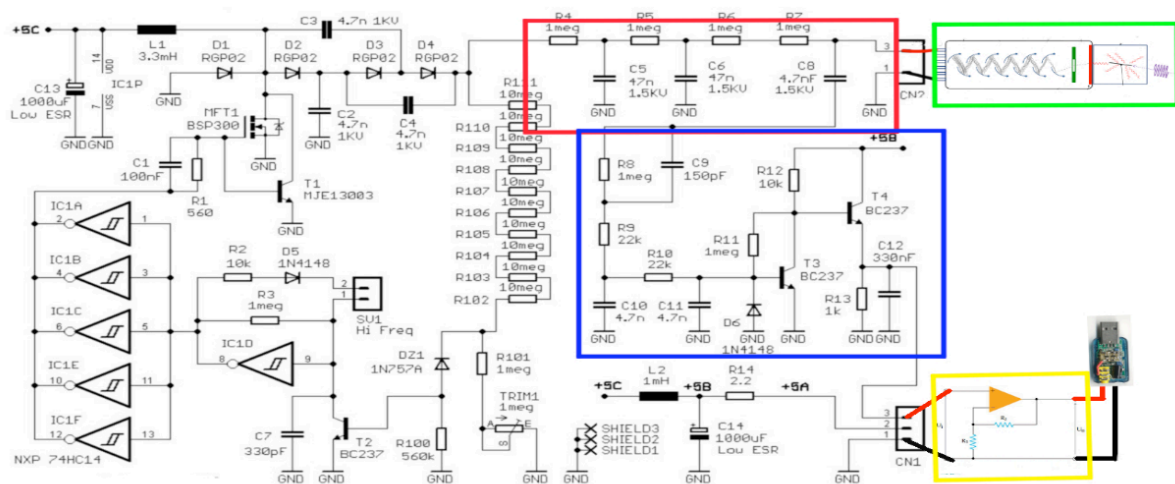 +5C
L1
3.3mH
C13
1000uF
Low ESR
14
VDD
IC1P
7
VSS
GND
GND
D1
RGP02
D2
RGP02
C3
4.7n 1KV
D3
RGP02
D4
RGP02
GND
MFT1
BSP300
C2
4.7n
1KV
C4
4.7n
1KV
GND
GND
C1
100nF
R1
560
T1
MJE13003
GND
IC1A
2
1
IC1B
4
3
IC1C
6
5
IC1E
10
11
IC1F
12
13
NXP 74HC14
R2
10k
D5
1N4148
R3
1meg
2
1
SV1
Hi Freq
IC1D
8
9
C7
330pF
GND
T2
BC237
GND
DZ1
1N757A
R100
560k
GND
R101
1meg
TRIM1
1meg
A
E
S
GND
R111
10meg
R110
10meg
R109
10meg
R108
10meg
R107
10meg
R106
10meg
R105
10meg
R104
10meg
R103
10meg
R102
R4
1meg
R5
1meg
R6
1meg
R7
1meg
C5
47n
1.5KV
C6
47n
1.5KV
C8
4.7nF
1.5KV
GND
GND
GND
3
1
CN?
+5B
R8
1meg
C9
150pF
R12
10k
T4
BC237
R9
22k
R10
22k
R11
1meg
T3
BC237
C12
330nF
R13
1k
C10
4.7n
C11
4.7n
D6
1N4148
GND
GND
GND
GND
GND
GND
+5C
L2
1mH
+5B
R14
2.2
+5A
C14
1000uF
Low ESR
GND
SHIELD3
SHIELD2
SHIELD1
GND
3
2
1
CN1
GND